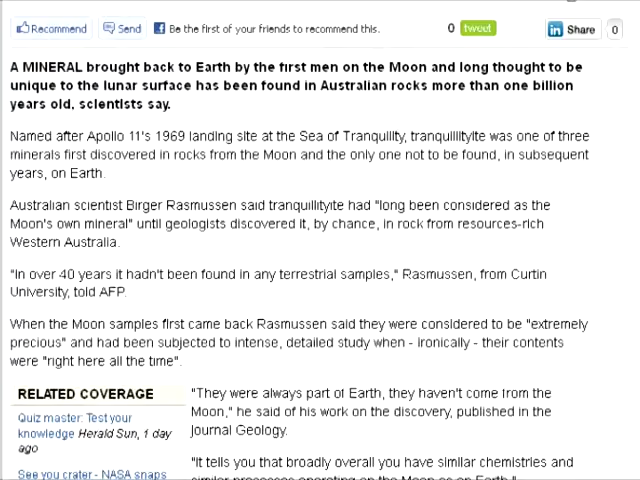 Recommend Send Be the first of your friends to recommend this. 0 tweet in Share 0
A MINERAL brought back to Earth by the first men on the Moon and long thought to be
unique to the lunar surface has been found in Australian rocks more than one billion
years old, scientists say.
Named after Apollo 11's 1969 landing site at the Sea of Tranquility, tranquillityite was one of three
minerals first discovered in rocks from the Moon and the only one not to be found, in subsequent
years, on Earth.
Australian scientist Birger Rasmussen said tranquillityite had "long been considered as the
Moon's own mineral" until geologists discovered it, by chance, in rock from resources-rich
Western Australia.
"In over 40 years it hadn't been found in any terrestrial samples," Rasmussen, from Curtin
University, told AFP.
When the Moon samples first came back Rasmussen said they were considered to be "extremely
precious" and had been subjected to intense, detailed study when - ironically - their contents
were "right here all the time".
RELATED COVERAGE
Quiz master: Test your
knowledge Herald Sun, 1 day
ago
See you crater - NASA snaps
"They were always part of Earth, they haven't come from the
Moon," he said of his work on the discovery, published in the
journal Geology.
"It tells you that broadly overall you have similar chemistries and
similar processes operating on the Moon as on Earth."